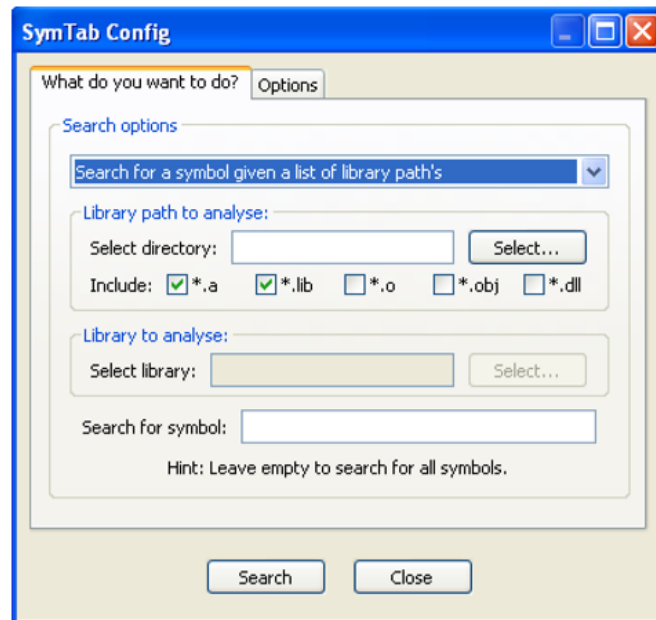 SymTab Config
What do you want to do? Options
Search options
Search for a symbol given a list of library path's
Library path to analyse:
Select directory: Select...
Include: *.a *.lib *.o *.obj *.dll
Library to analyse:
Select library: Select...
Search for symbol:
Hint: Leave empty to search for all symbols.
Search Close